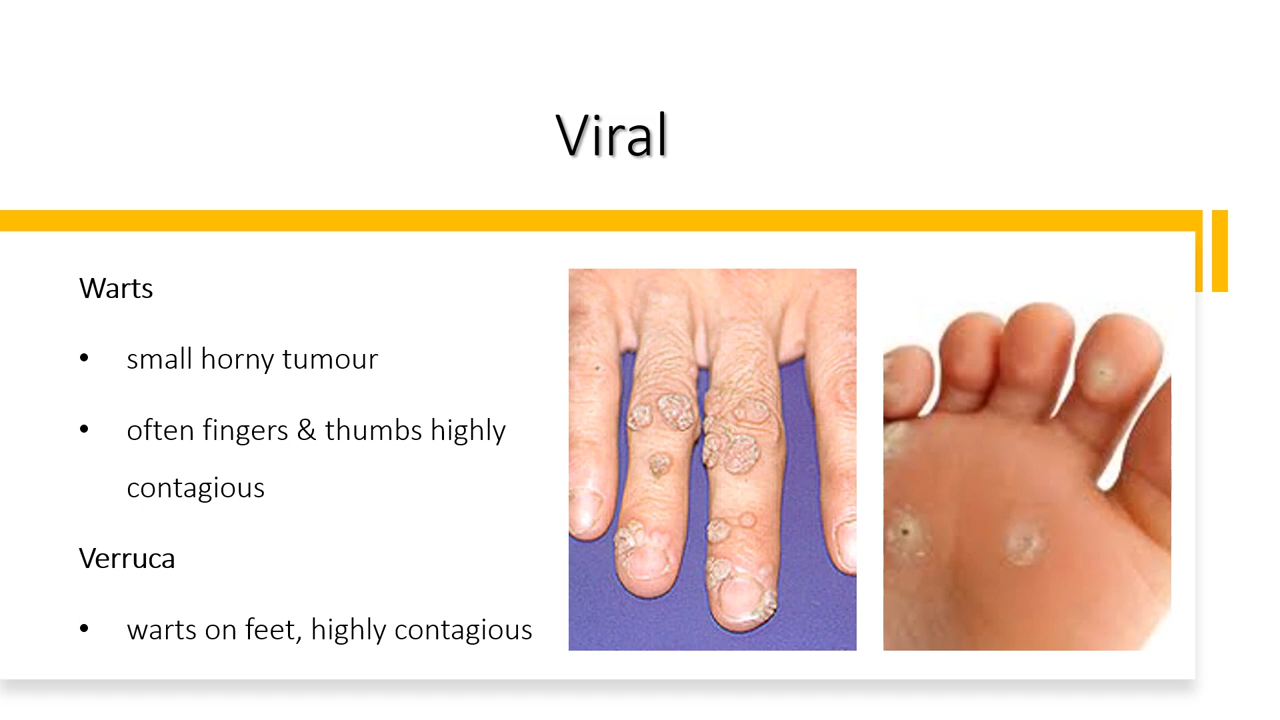 Viral
Warts
• small horny tumour
• often fingers & thumbs highly
contagious
Verruca
• warts on feet, highly contagious